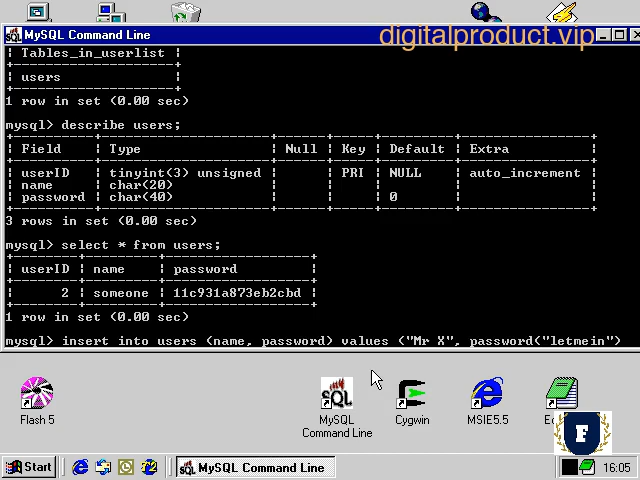 MySQL Command Line
digitalproduct.vip
| Tables_in_userlist |
| users |
1 row in set (0.00 sec)
mysql> describe users;
| Field | Type | Null | Key | Default | Extra |
| userID | tinyint(3) unsigned | | PRI | NULL | auto_increment |
| name | char(20) | | | | |
| password | char(40) | | | 0 | |
3 rows in set (0.00 sec)
mysql> select * from users;
| userID | name | password |
| 2 | someone | 11c931a873eb2cbd |
1 row in set (0.00 sec)
mysql> insert into users (name, password) values ("Mr X", password("letmein")
Flash 5
MySQL
Command Line
Cygwin
MSIE5.5
F
Start
MySQL Command Line
16:05